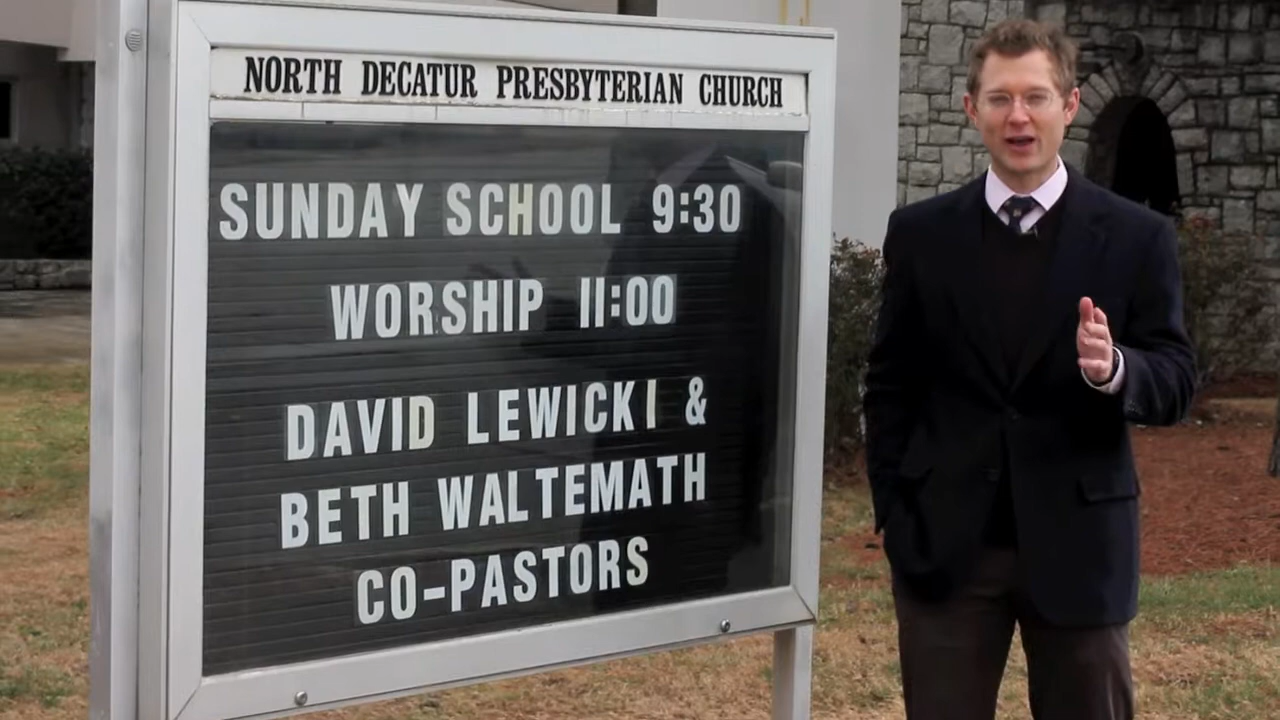 NORTH DECATUR PRESBYTERIAN CHURCH
SUNDAY SCHOOL 9:30
WORSHIP 11:00
DAVID LEWICKI &
BETH WALTEMATH
CO-PASTORS